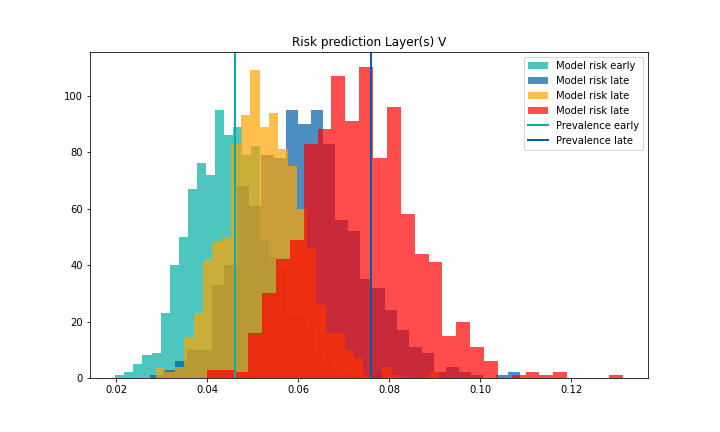 Risk prediction Layer(s) V
Model risk early
Model risk late
Model risk late
Model risk late
Prevalence early
Prevalence late
100
80
60
40
20
0
0.02 0.04 0.06 0.08 0.10 0.12